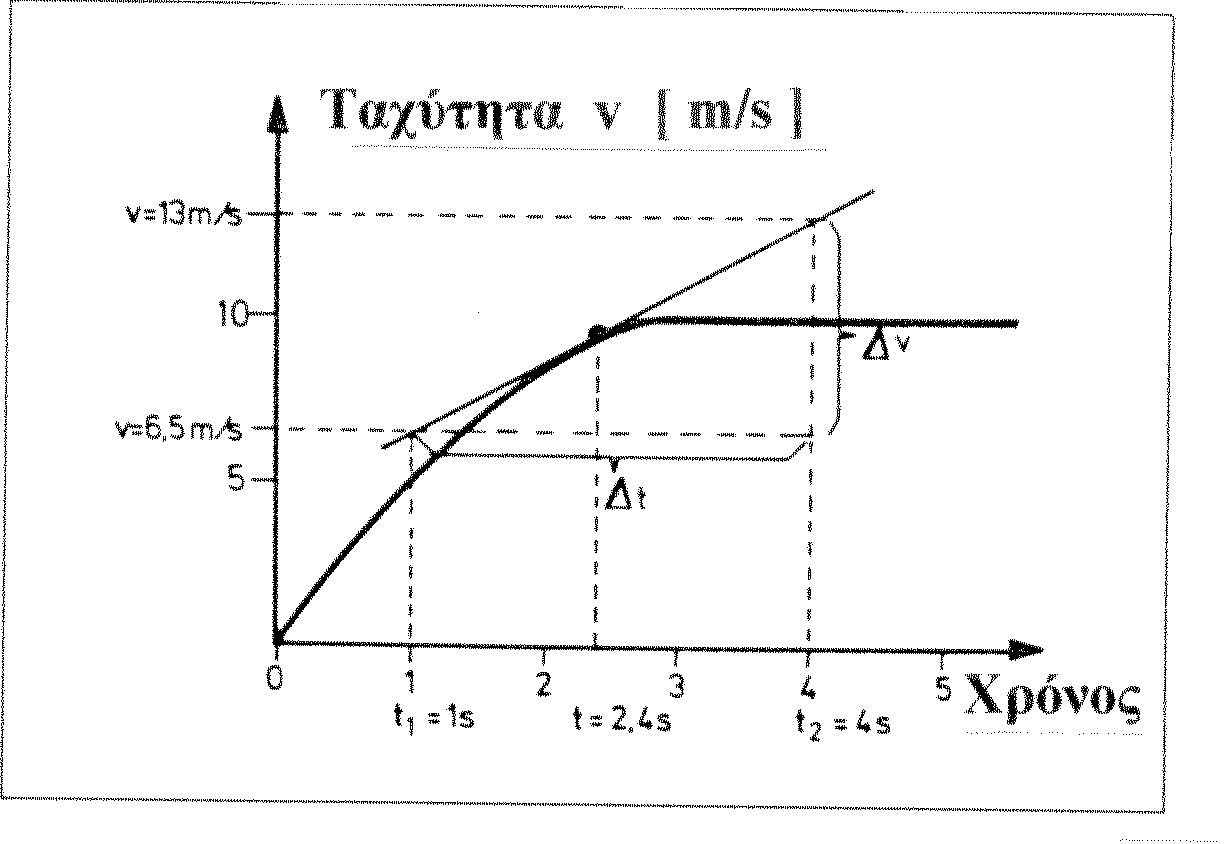 Ταχύτητα v [ m/s ]
v=13m/s
10
Δv
v=6,5m/s
5
Δt
0 1 2 3 4 5 Χρόνος
t₁ = 1s t = 2,4s t₂ = 4s